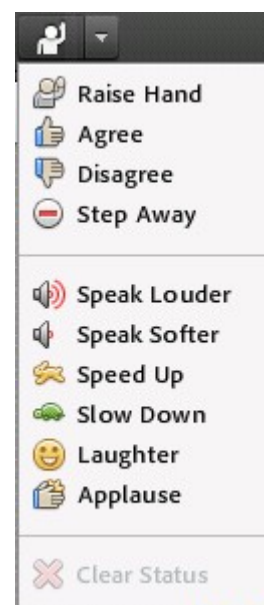 Raise Hand
Agree
Disagree
Step Away
Speak Louder
Speak Softer
Speed Up
Slow Down
Laughter
Applause
Clear Status